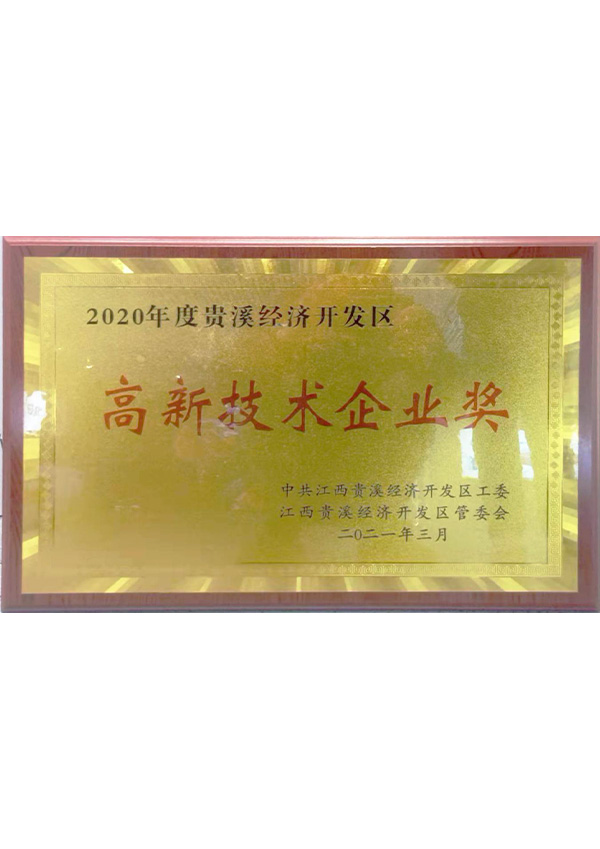 2020年度贵溪经济开发区
高新技术企业奖
中共江西贵溪经济开发区工委
江西贵溪经济开发区管委会
二0二一年三月